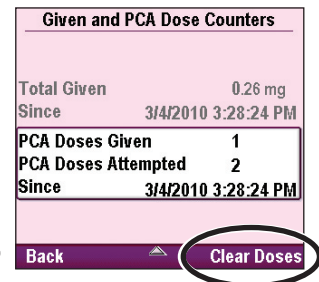 Given and PCA Dose Counters
Total Given 0.26 mg
Since 3/4/2010 3:28:24 PM
PCA Doses Given 1
PCA Doses Attempted 2
Since 3/4/2010 3:28:24 PM
Back Clear Doses